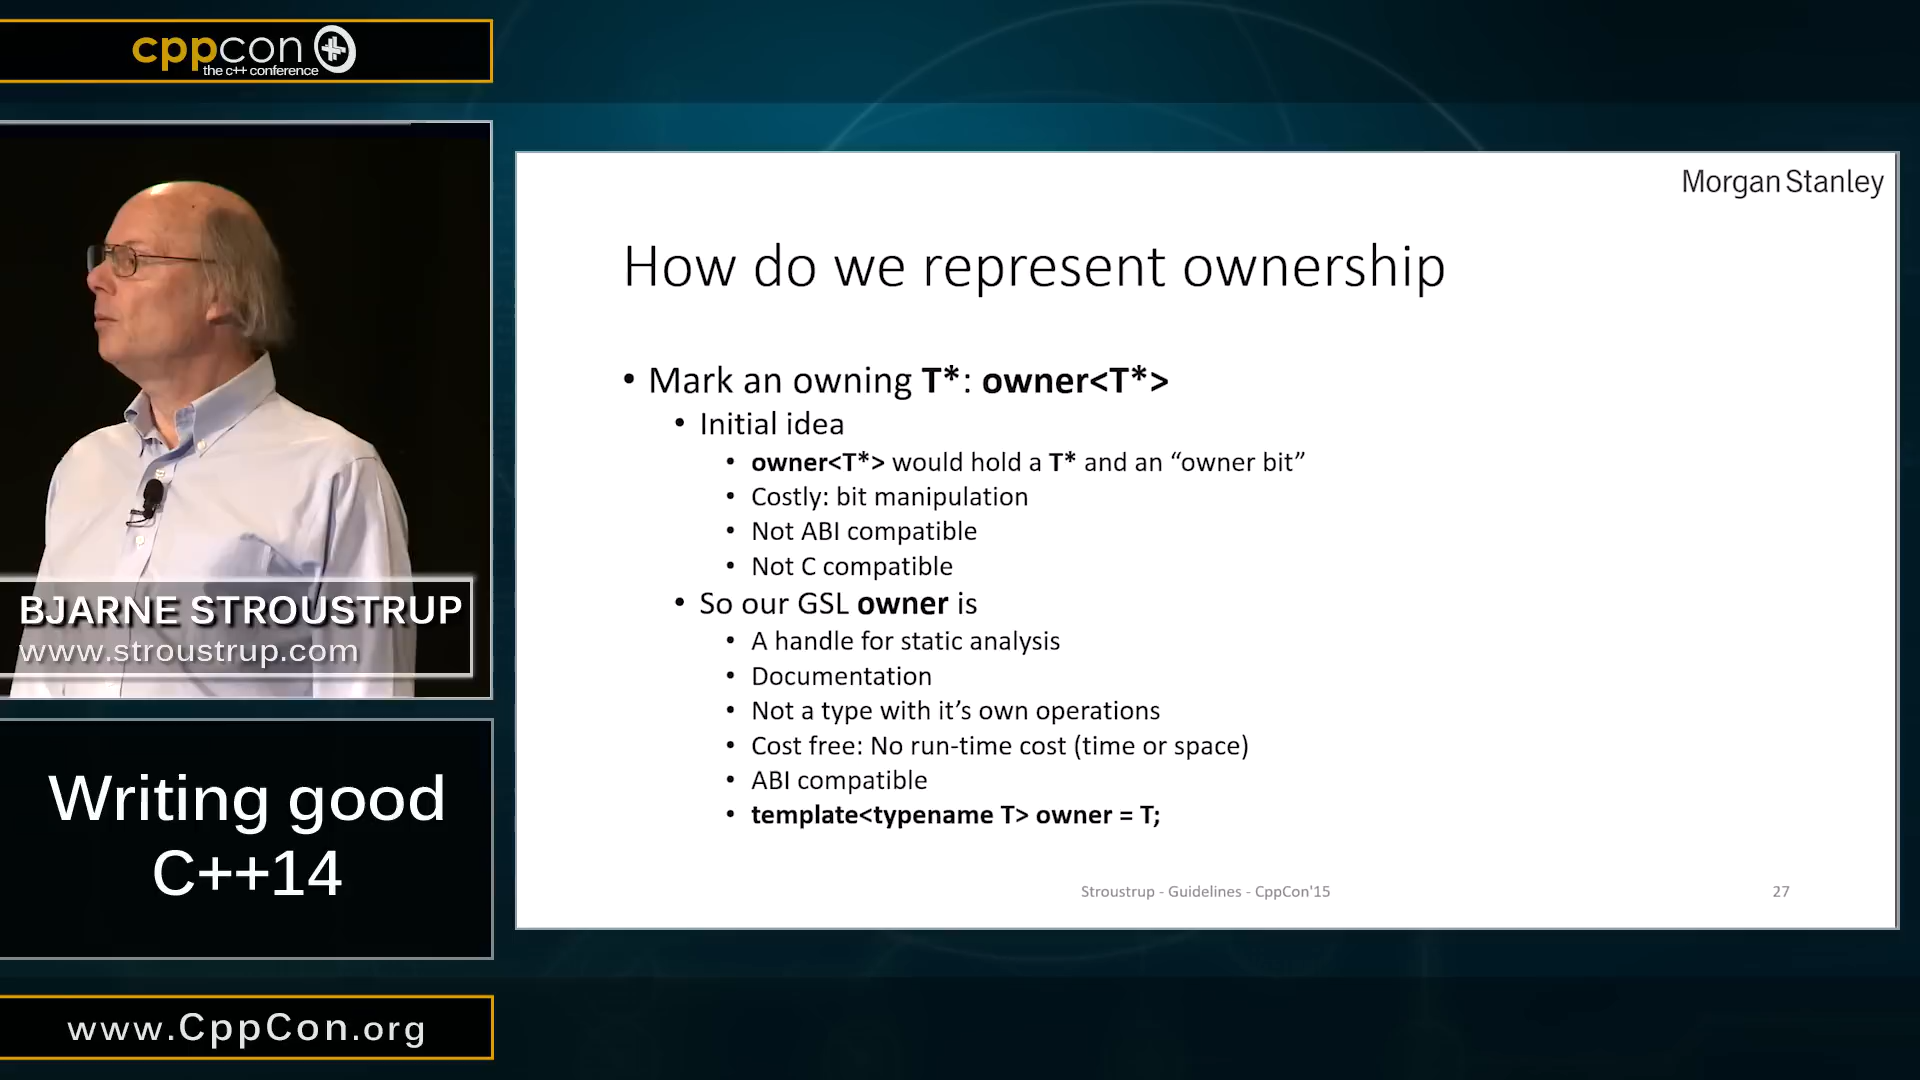 cppcon
the c++ conference
BJARNE STROUSTRUP
www.stroustrup.com
Writing good
C++14
www.CppCon.org
Morgan Stanley
How do we represent ownership
• Mark an owning T*: owner<T*>
• Initial idea
• owner<T*> would hold a T* and an “owner bit”
• Costly: bit manipulation
• Not ABI compatible
• Not C compatible
• So our GSL owner is
• A handle for static analysis
• Documentation
• Not a type with it’s own operations
• Cost free: No run-time cost (time or space)
• ABI compatible
• template<typename T> owner = T;
Stroustrup - Guidelines - CppCon'15
27